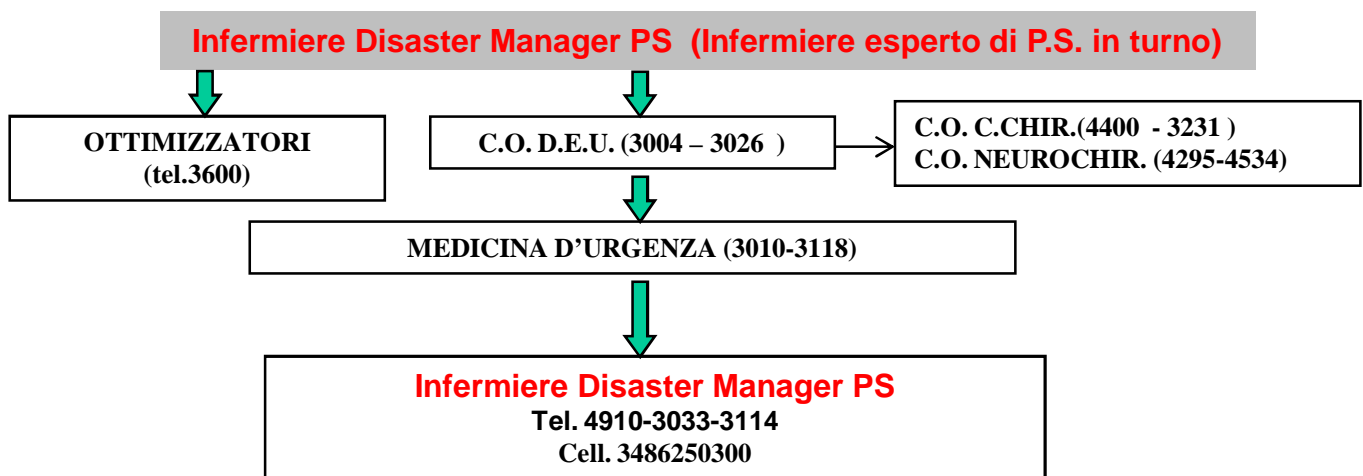 Infermiere Disaster Manager PS (Infermiere esperto di P.S. in turno)
OTTIMIZZATORI
(tel.3600)
C.O. D.E.U. (3004 – 3026 )
C.O. C.CHIR.(4400 - 3231 )
C.O. NEUROCHIR. (4295-4534)
MEDICINA D’URGENZA (3010-3118)
Infermiere Disaster Manager PS
Tel. 4910-3033-3114
Cell. 3486250300